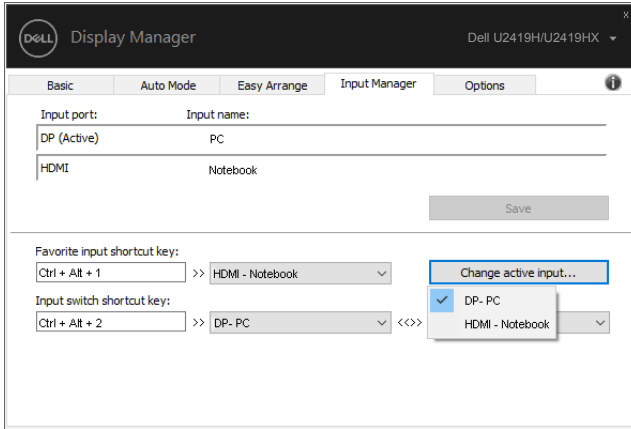 x
DELL Display Manager Dell U2419H/U2419HX
Basic Auto Mode Easy Arrange Input Manager Options i
Input port: Input name:
DP (Active) PC
HDMI Notebook
Save
Favorite input shortcut key:
Ctrl + Alt + 1 >> HDMI - Notebook Change active input...
Input switch shortcut key: DP- PC
Ctrl + Alt + 2 >> DP- PC <<>> HDMI - Notebook